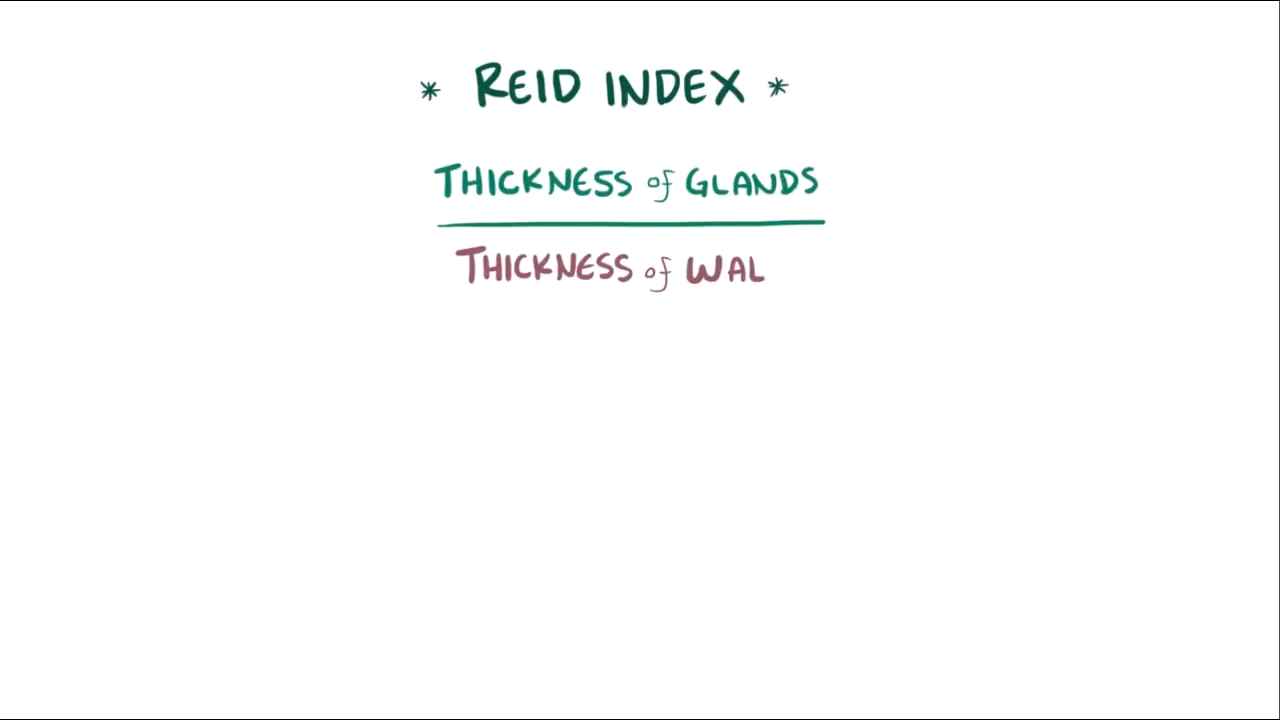 * REID INDEX *
THICKNESS of GLANDS
THICKNESS of WAL